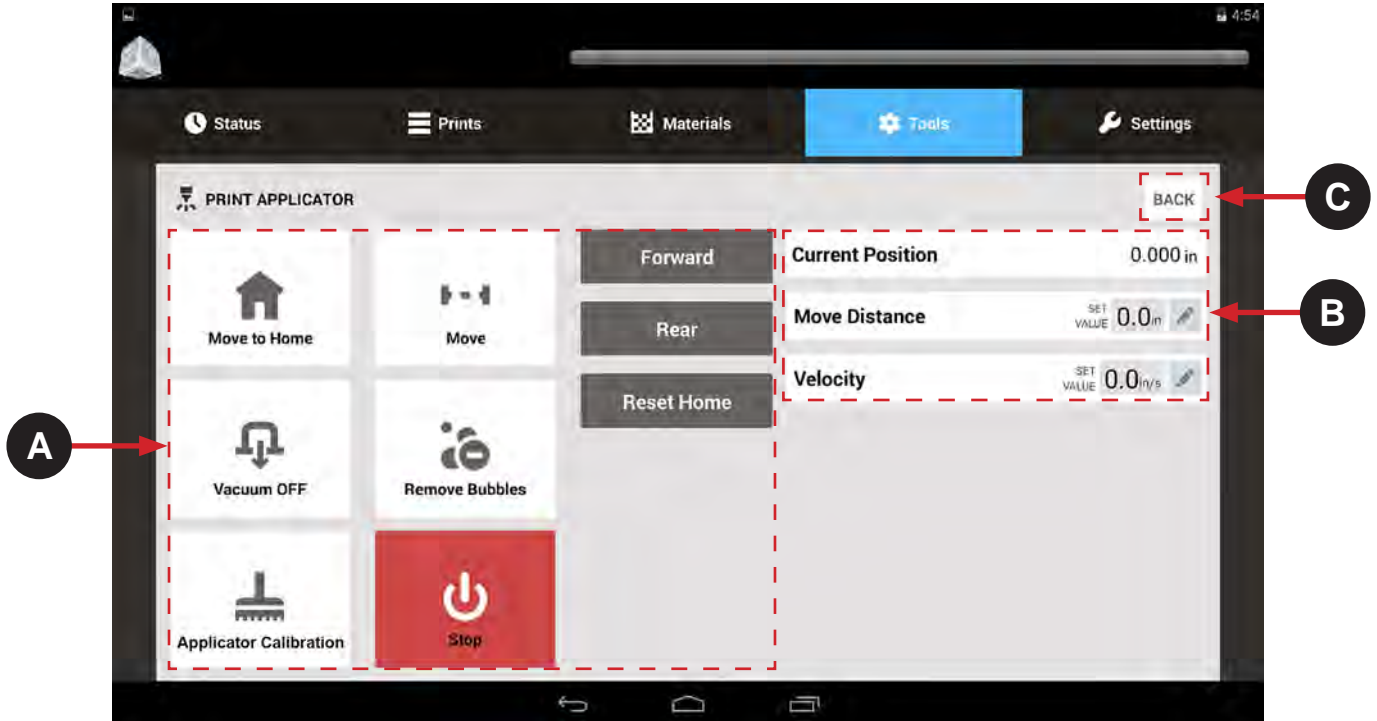 4:54
Status
Prints
Materials
Tools
Settings
PRINT APPLICATOR
BACK
C
Move to Home
Move
Forward
Rear
Reset Home
Current Position
0.000 in
Move Distance
SET VALUE 0.0in
B
Velocity
SET VALUE 0.0in/s
A
Vacuum OFF
Remove Bubbles
Applicator Calibration
Stop